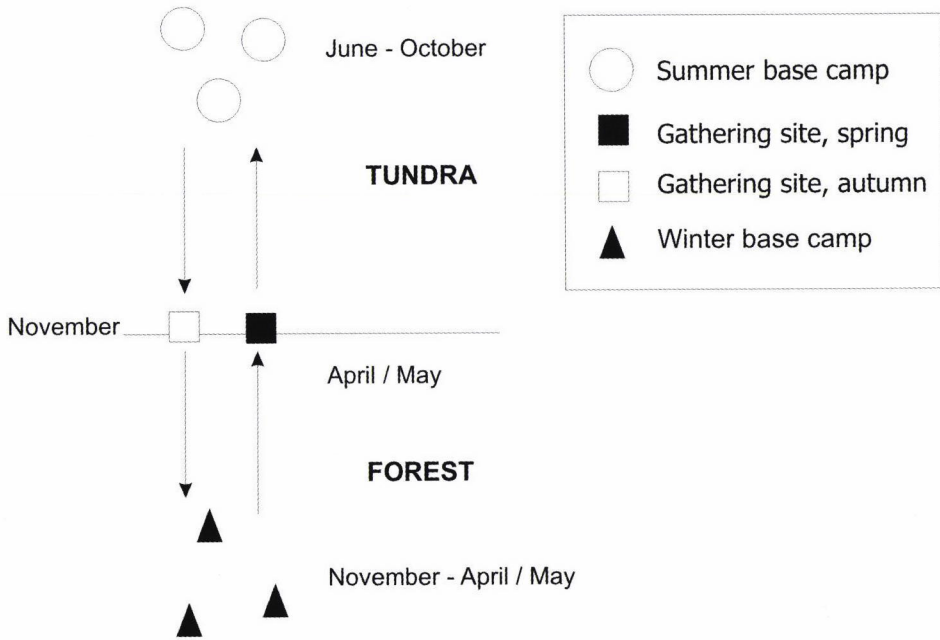 June - October
TUNDRA
November
April / May
FOREST
November - April / May
Summer base camp
Gathering site, spring
Gathering site, autumn
Winter base camp